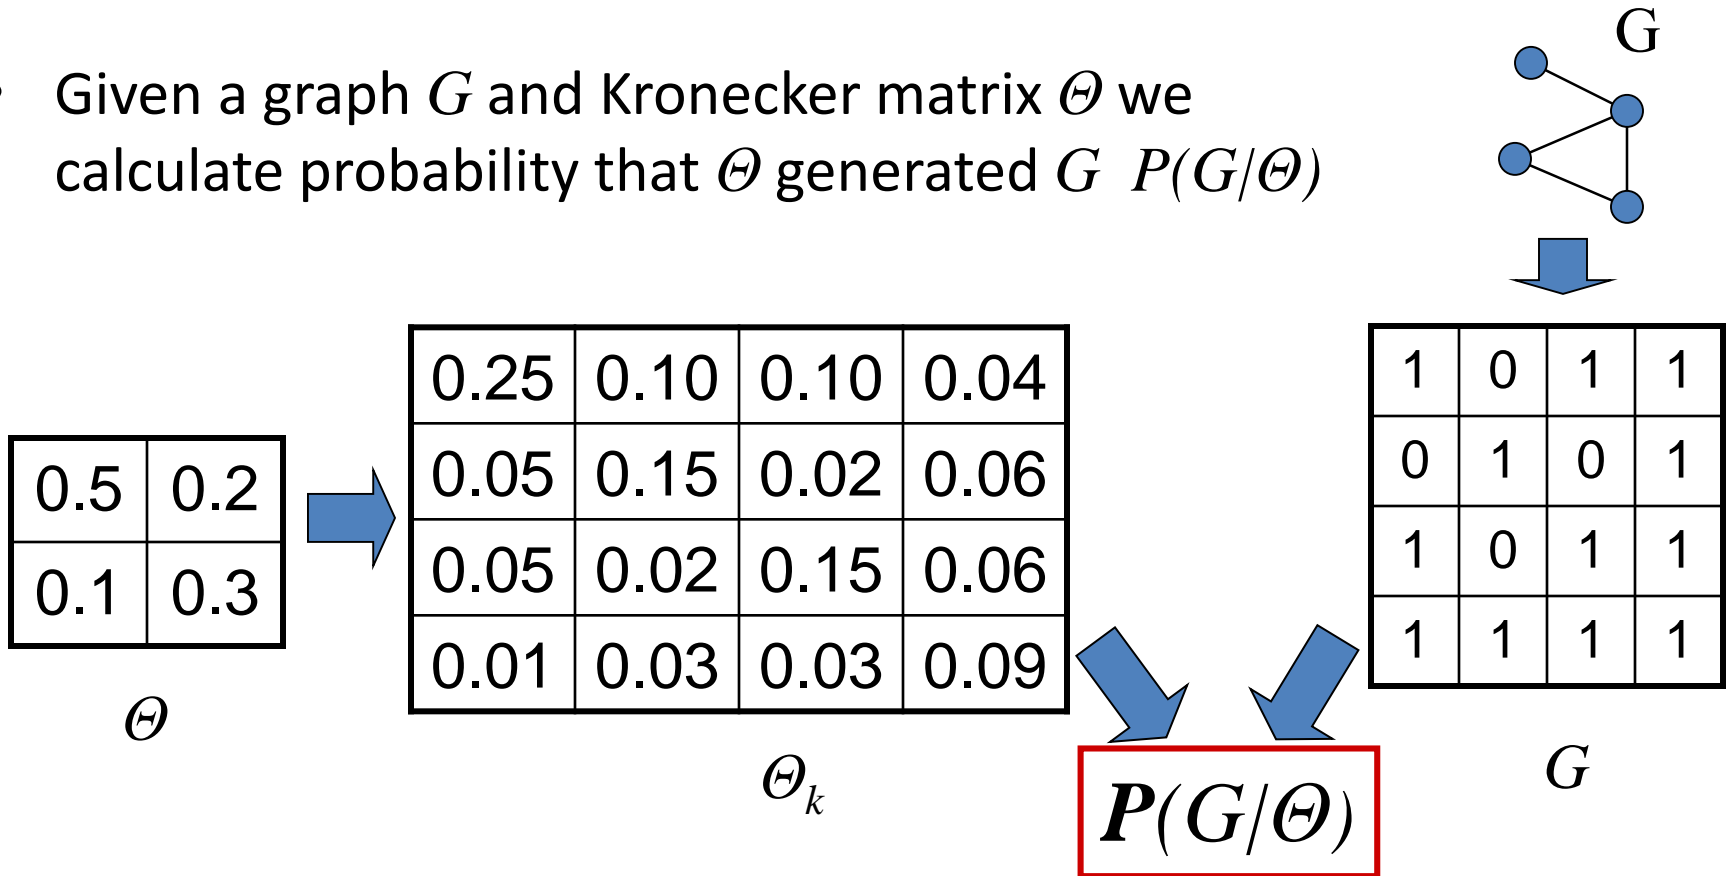 G
• Given a graph G and Kronecker matrix Θ we
calculate probability that Θ generated G P(G/Θ)
0.25 0.10 0.10 0.04
0.05 0.15 0.02 0.06
0.05 0.02 0.15 0.06
0.01 0.03 0.03 0.09
1 0 1 1
0 1 0 1
1 0 1 1
1 1 1 1
0.5 0.2
0.1 0.3
Θ
Θk
G
P(G/Θ)